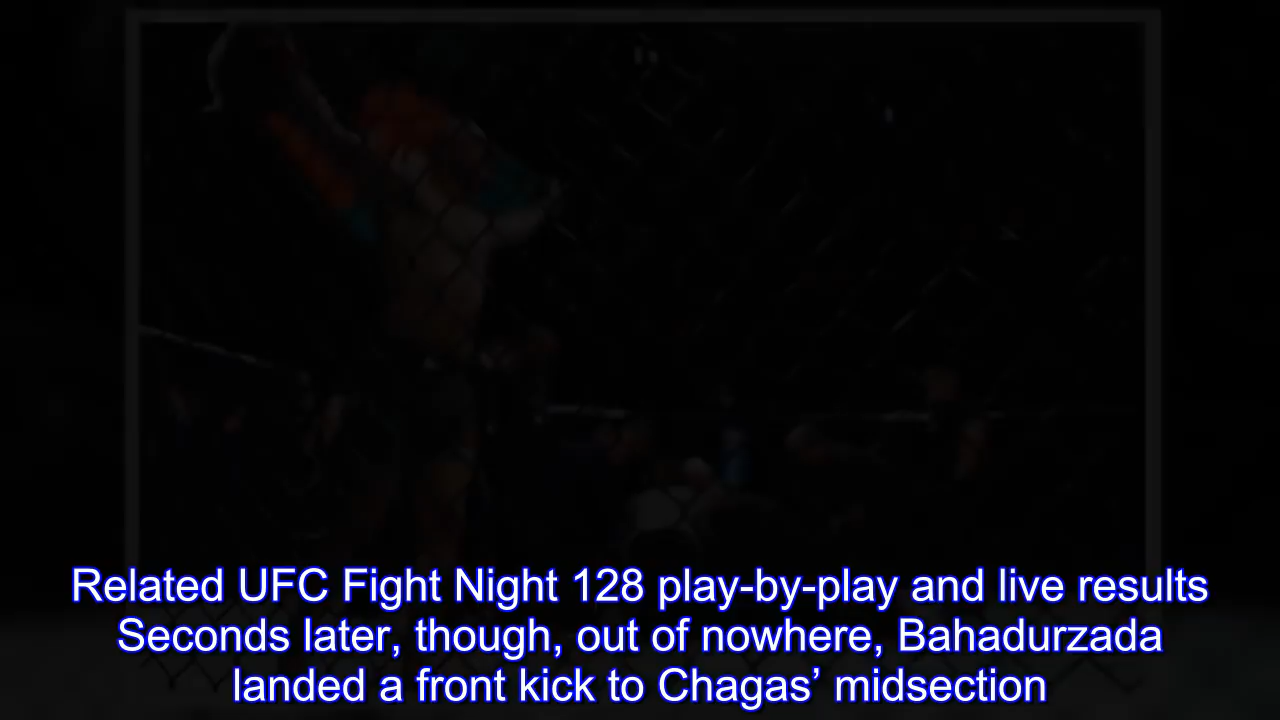 Related UFC Fight Night 128 play-by-play and live results
Seconds later, though, out of nowhere, Bahadurzada
landed a front kick to Chagas’ midsection